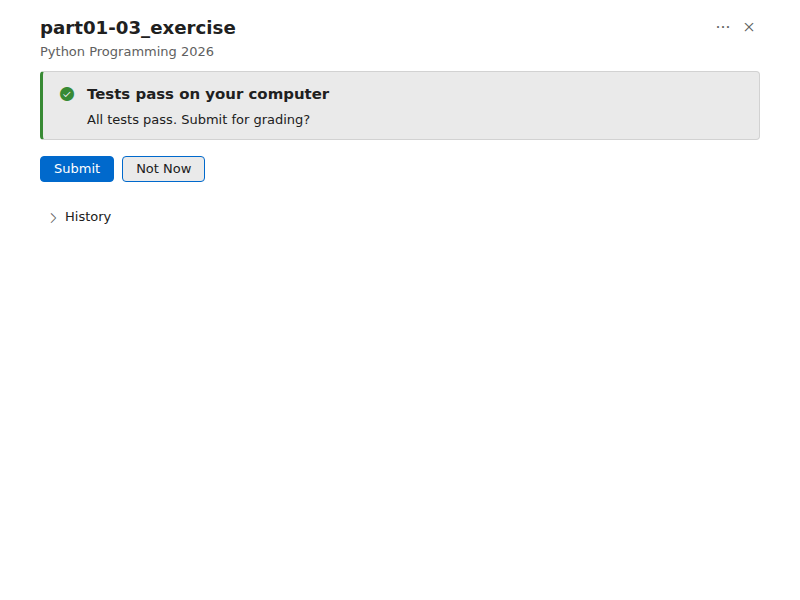 part01-03_exercise
Python Programming 2026
Tests pass on your computer
All tests pass. Submit for grading?
Submit
Not Now
History